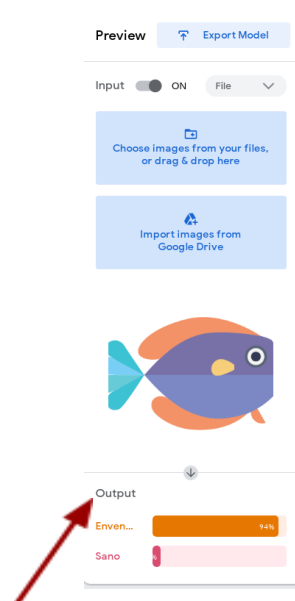 Preview
Export Model
Input
ON
File
Choose images from your files,
or drag & drop here
Import images from
Google Drive
Output
Enven...
94%
Sano